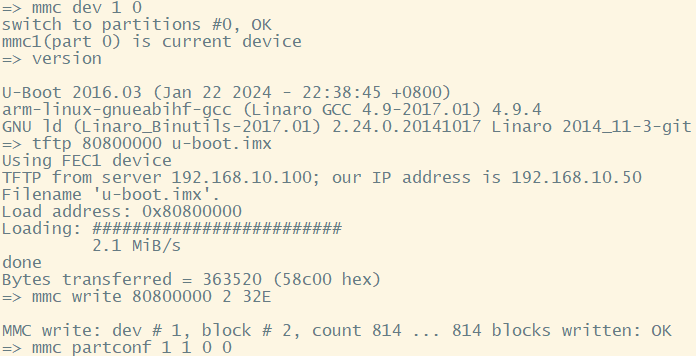 => mmc dev 1 0
switch to partitions #0, OK
mmc1(part 0) is current device
=> version
U-Boot 2016.03 (Jan 22 2024 - 22:38:45 +0800)
arm-linux-gnueabihf-gcc (Linaro GCC 4.9-2017.01) 4.9.4
GNU ld (Linaro_Binutils-2017.01) 2.24.0.20141017 Linaro 2014_11-3-git
=> tftp 80800000 u-boot.imx
Using FEC1 device
TFTP from server 192.168.10.100; our IP address is 192.168.10.50
Filename 'u-boot.imx'.
Load address: 0x80800000
Loading: #########################
2.1 MiB/s
done
Bytes transferred = 363520 (58c00 hex)
=> mmc write 80800000 2 32E
MMC write: dev # 1, block # 2, count 814 ... 814 blocks written: OK
=> mmc partconf 1 1 0 0